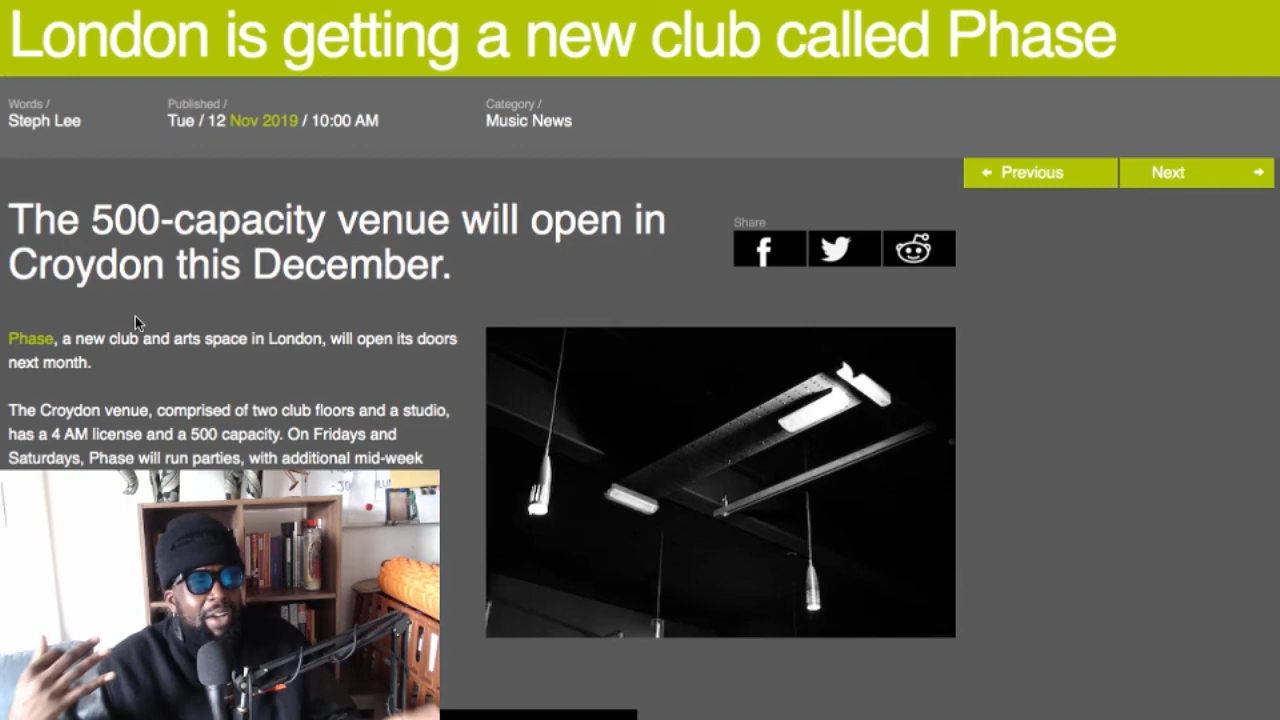 London is getting a new club called Phase
Words /
Steph Lee
Published /
Tue / 12 Nov 2019 / 10:00 AM
Category /
Music News
Previous
Next
The 500-capacity venue will open in
Croydon this December.
Share
Phase, a new club and arts space in London, will open its doors
next month.
The Croydon venue, comprised of two club floors and a studio,
has a 4 AM license and a 500 capacity. On Fridays and
Saturdays, Phase will run parties, with additional mid-week